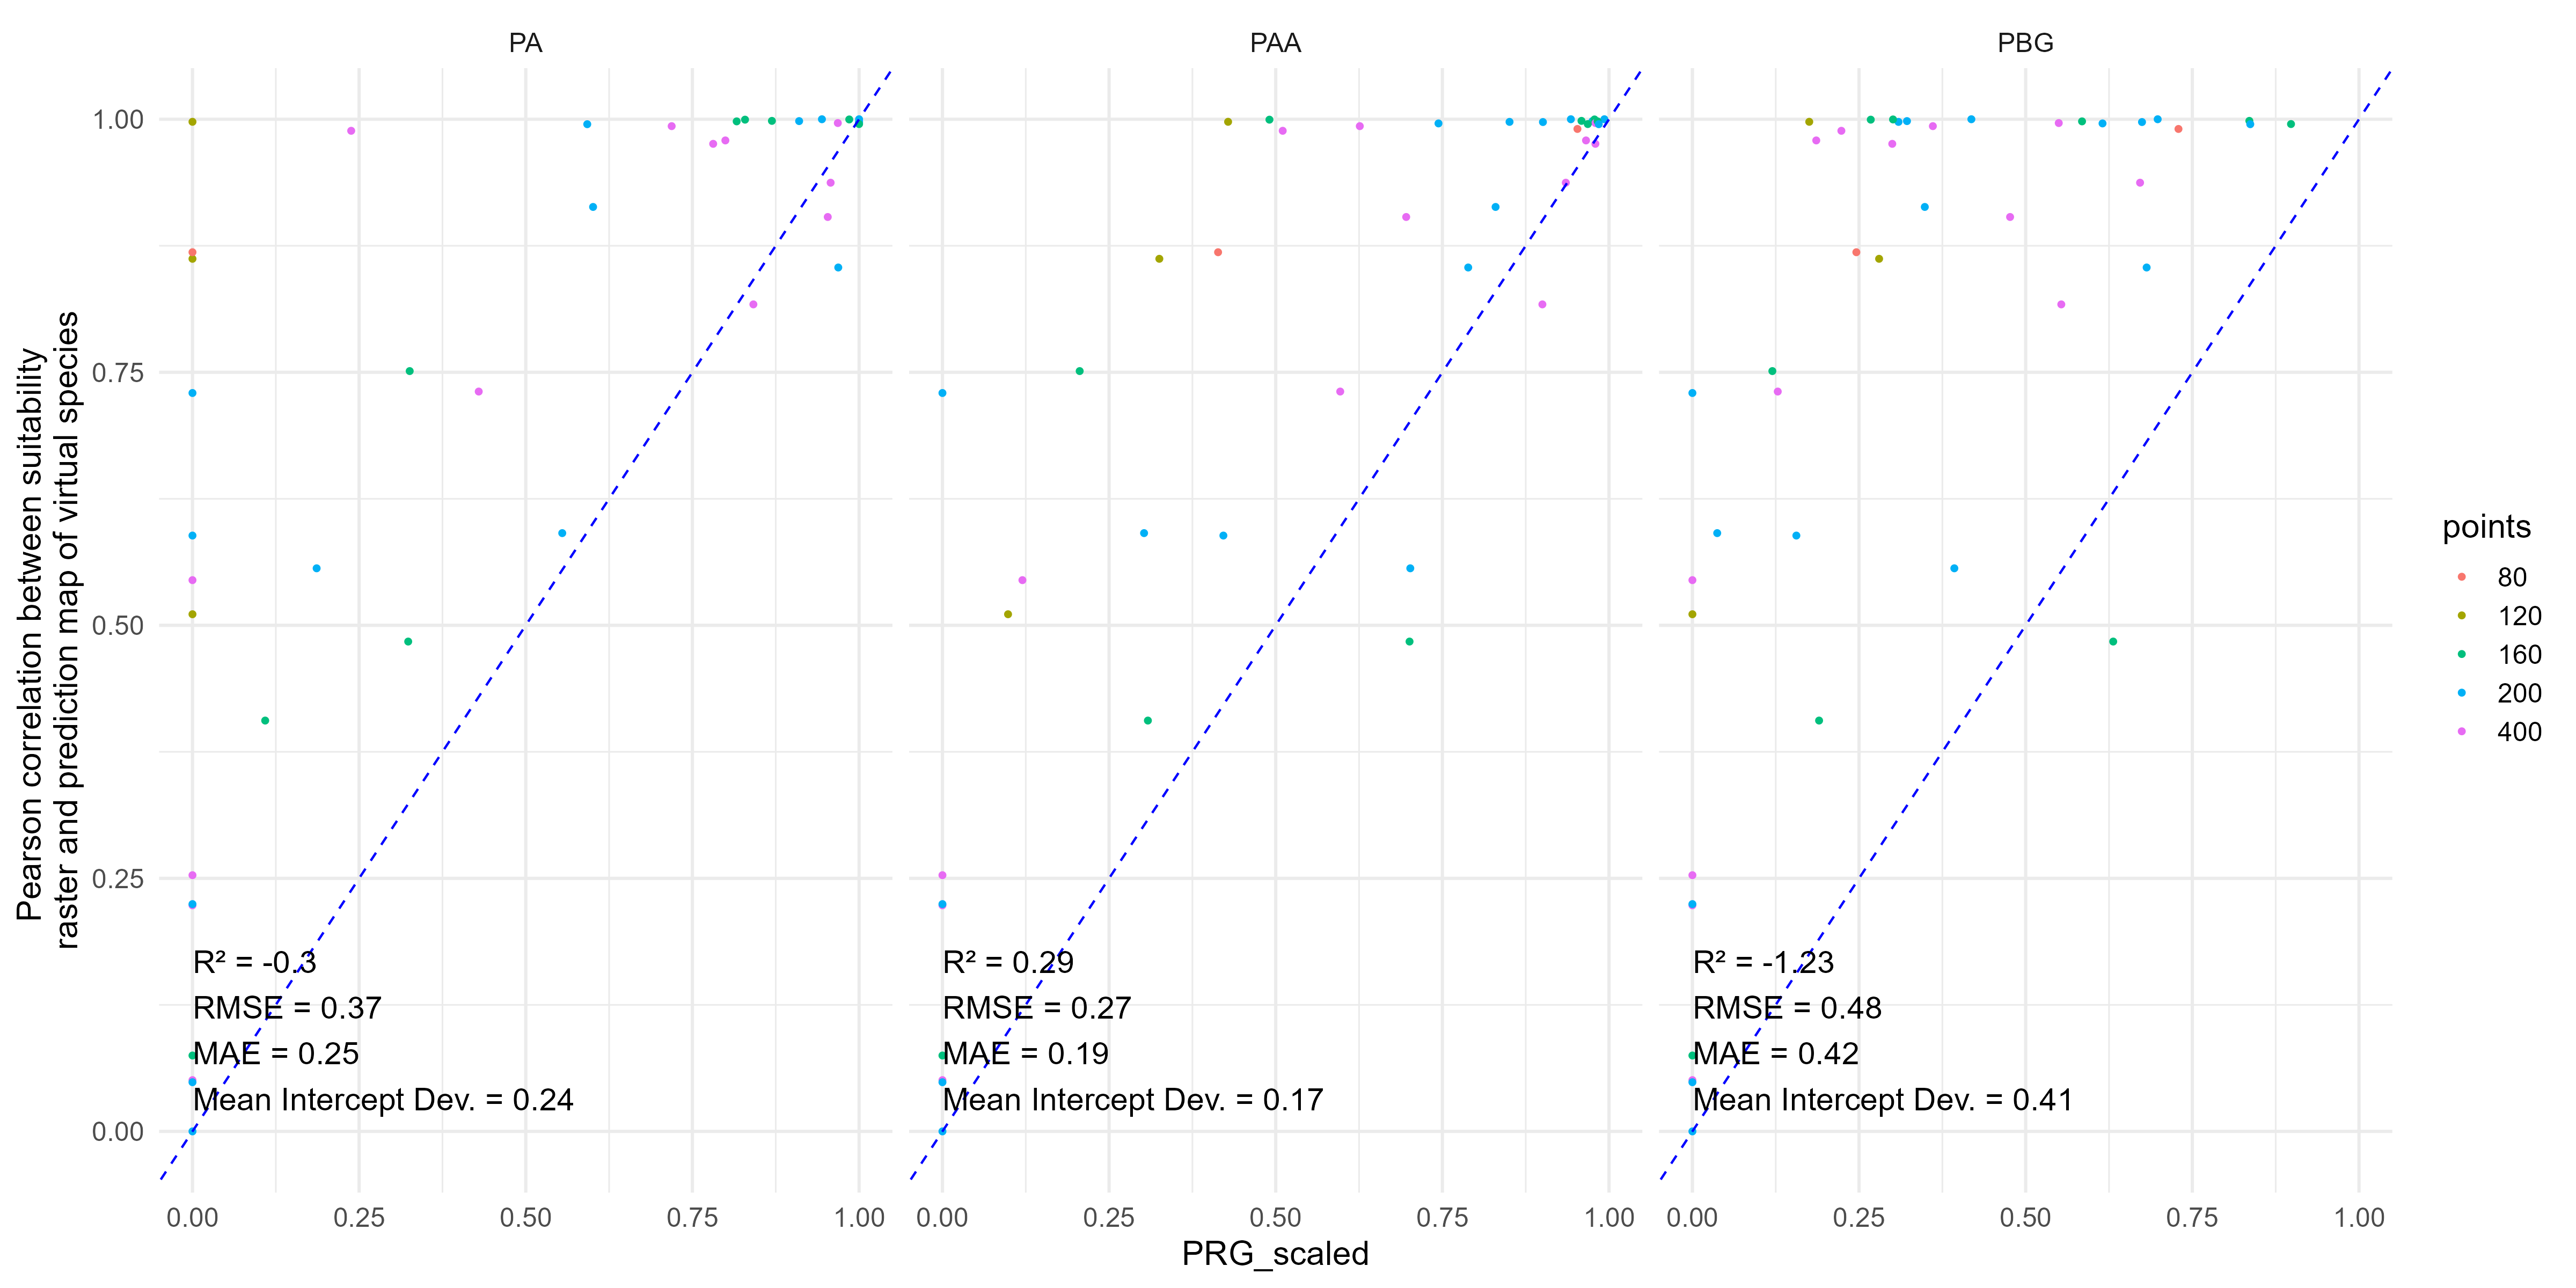 PA
PAA
PBG
Pearson correlation between suitability
raster and prediction map of virtual species
1.00
0.75
0.50
0.25
0.00
R² = -0.3
RMSE = 0.37
MAE = 0.25
Mean Intercept Dev. = 0.24
R² = 0.29
RMSE = 0.27
MAE = 0.19
Mean Intercept Dev. = 0.17
R² = -1.23
RMSE = 0.48
MAE = 0.42
Mean Intercept Dev. = 0.41
0.00 0.25 0.50 0.75 1.00
0.00 0.25 0.50 0.75 1.00
0.00 0.25 0.50 0.75 1.00
PRG_scaled
points
80
120
160
200
400